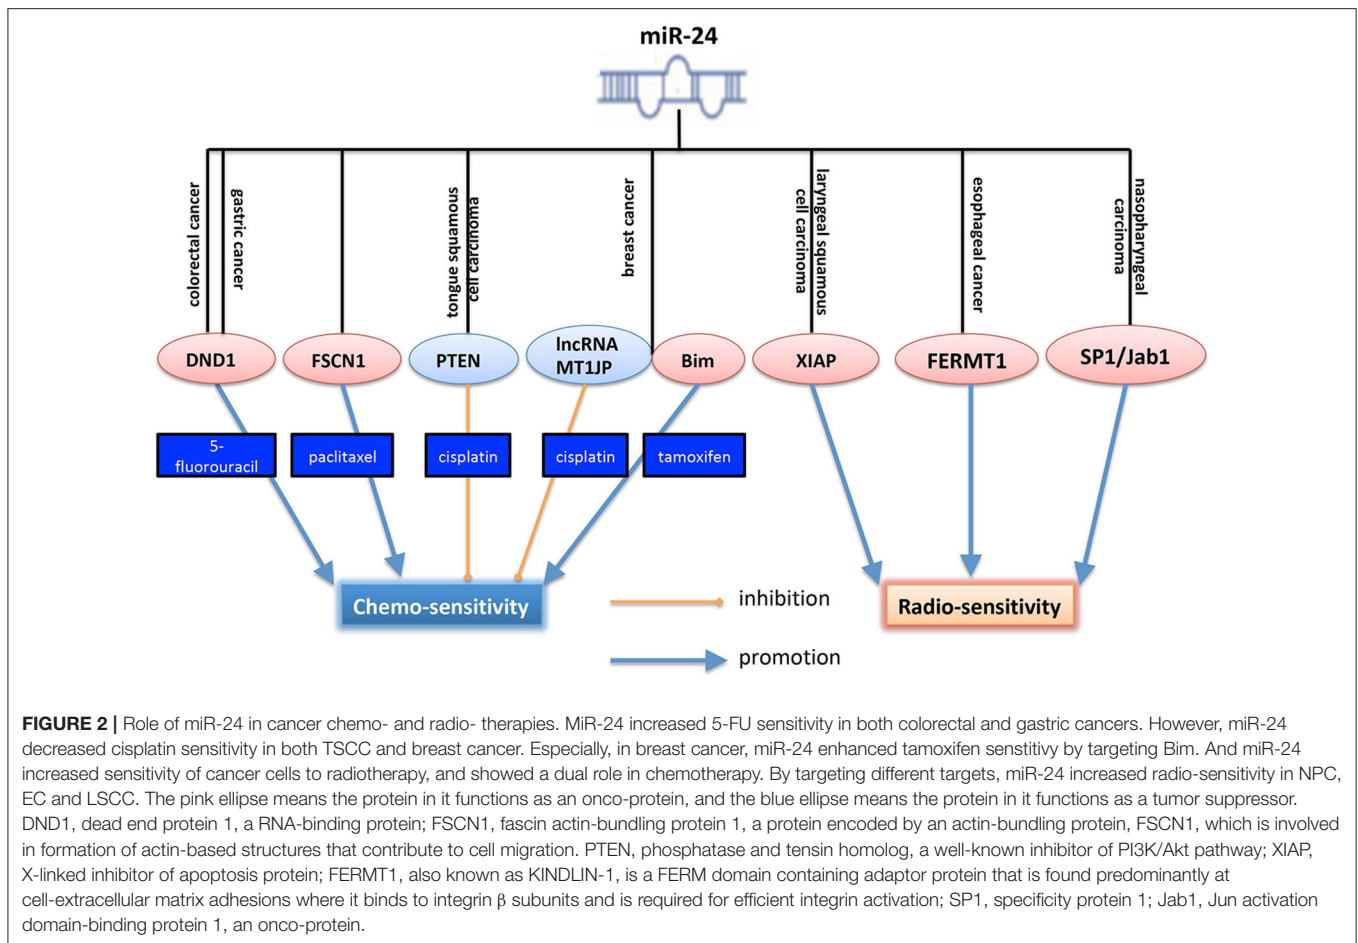 miR-24
colorectal cancer
gastric cancer
tongue squamous
cell carcinoma
breast cancer
laryngeal squamous
cell carcinoma
esophageal cancer
nasopharyngeal
carcinoma
DND1
FSCN1
PTEN
lncRNA
MT1JP
Bim
XIAP
FERMT1
SP1/Jab1
5-
fluorouracil
paclitaxel
cisplatin
cisplatin
tamoxifen
Chemo-sensitivity
inhibition
promotion
Radio-sensitivity
FIGURE 2 | Role of miR-24 in cancer chemo- and radio- therapies. MiR-24 increased 5-FU sensitivity in both colorectal and gastric cancers. However, miR-24
decreased cisplatin sensitivity in both TSCC and breast cancer. Especially, in breast cancer, miR-24 enhanced tamoxifen senstitivy by targeting Bim. And miR-24
increased sensitivity of cancer cells to radiotherapy, and showed a dual role in chemotherapy. By targeting different targets, miR-24 increased radio-sensitivity in NPC,
EC and LSCC. The pink ellipse means the protein in it functions as an onco-protein, and the blue ellipse means the protein in it functions as a tumor suppressor.
DND1, dead end protein 1, a RNA-binding protein; FSCN1, fascin actin-bundling protein 1, a protein encoded by an actin-bundling protein, FSCN1, which is involved
in formation of actin-based structures that contribute to cell migration. PTEN, phosphatase and tensin homolog, a well-known inhibitor of PI3K/Akt pathway; XIAP,
X-linked inhibitor of apoptosis protein; FERMT1, also known as KINDLIN-1, is a FERM domain containing adaptor protein that is found predominantly at
cell-extracellular matrix adhesions where it binds to integrin β subunits and is required for efficient integrin activation; SP1, specificity protein 1; Jab1, Jun activation
domain-binding protein 1, an onco-protein.